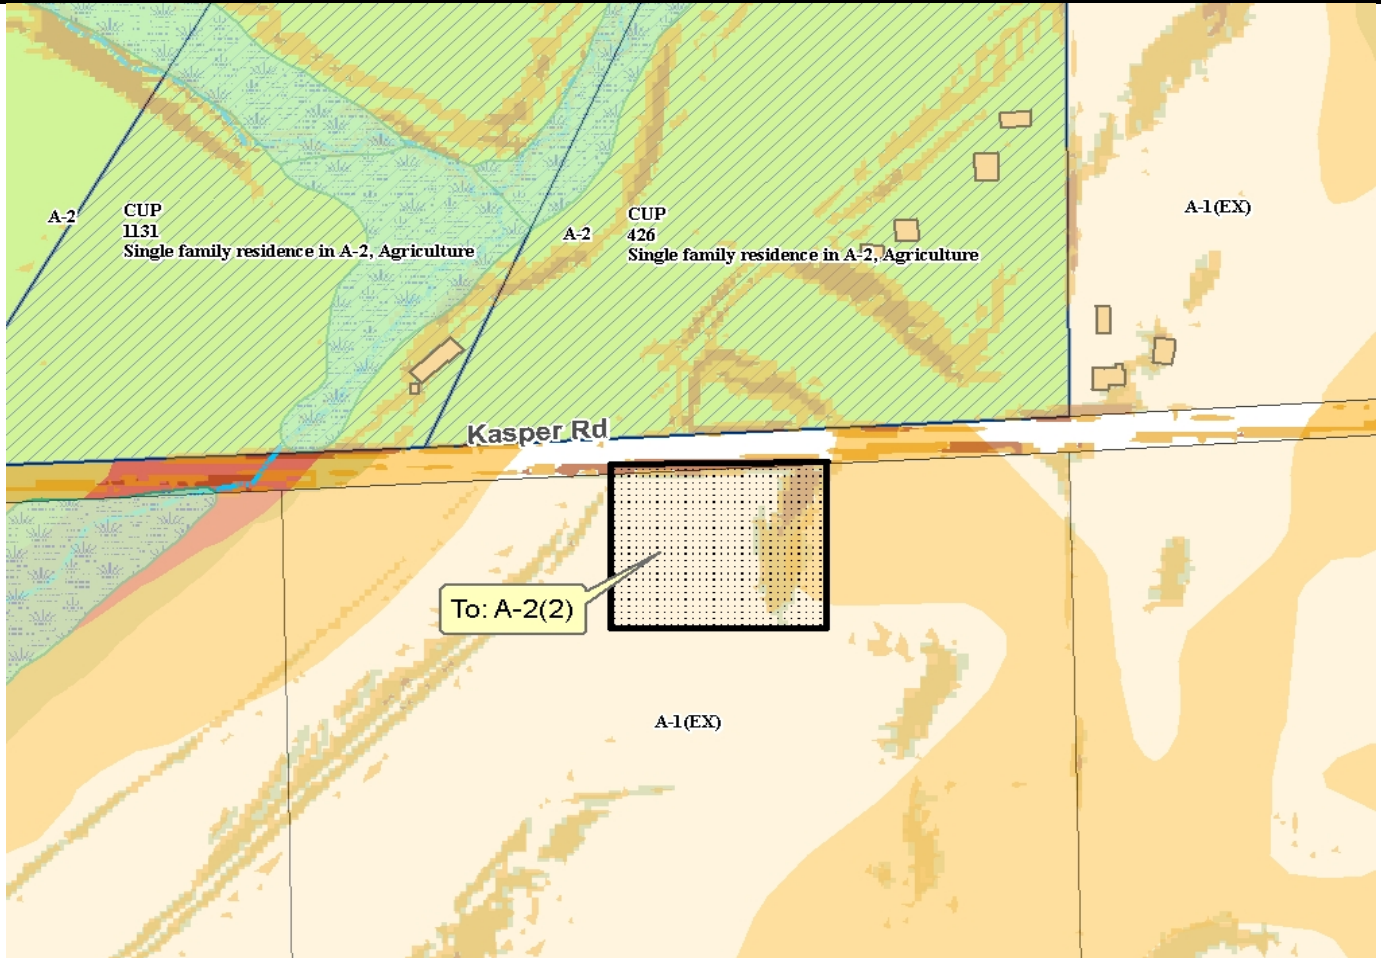 A-1(EX)
A-2
CUP
1131
Single family residence in A-2, Agriculture
A-2
CUP
426
Single family residence in A-2, Agriculture
Kasper Rd
To: A-2(2)
A-1(EX)